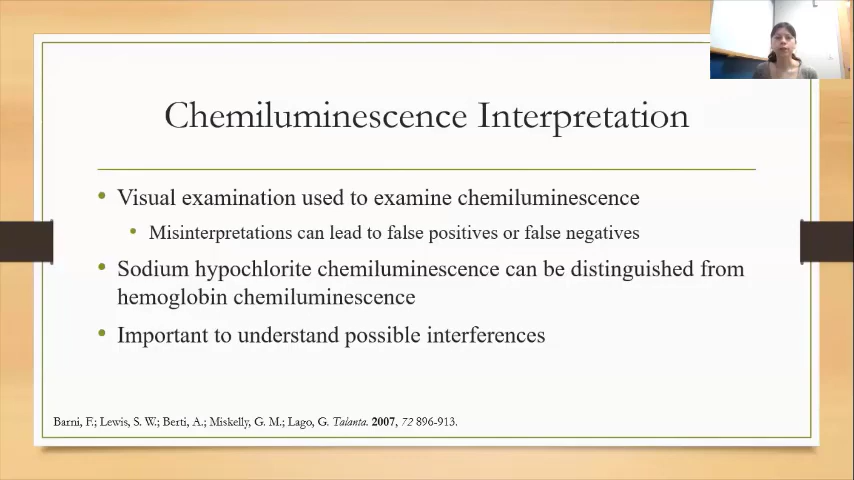 Chemiluminescence Interpretation
• Visual examination used to examine chemiluminescence
• Misinterpretations can lead to false positives or false negatives
• Sodium hypochlorite chemiluminescence can be distinguished from
hemoglobin chemiluminescence
• Important to understand possible interferences
Barni, F.; Lewis, S. W.; Berti, A.; Miskelly, G. M.; Lago, G. Talanta. 2007, 72 896-913.